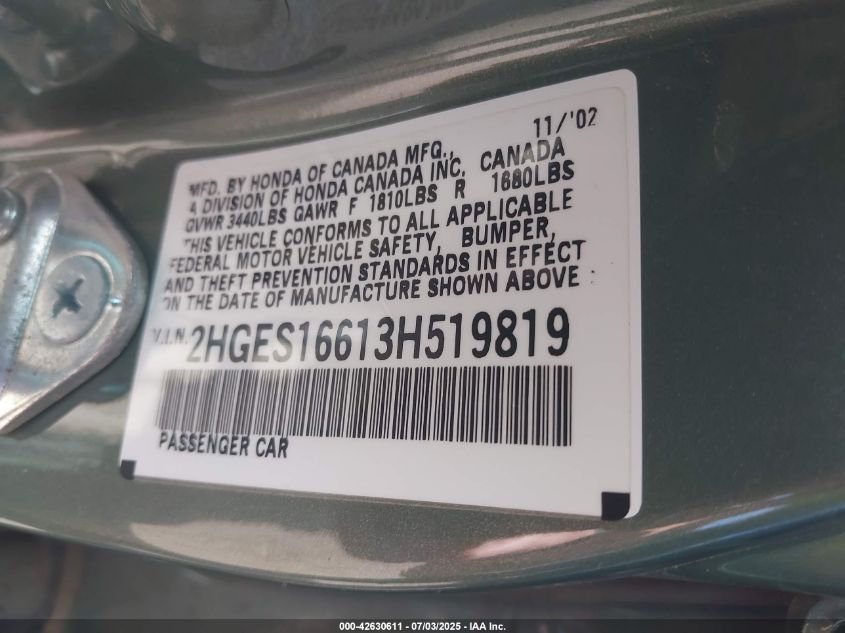 11/'02
MFD. BY HONDA OF CANADA MFG.,
A DIVISION OF HONDA CANADA INC. CANADA
GVWR 3440LBS GAWR F 1810LBS R 1680LBS
THIS VEHICLE CONFORMS TO ALL APPLICABLE
FEDERAL MOTOR VEHICLE SAFETY, BUMPER,
AND THEFT PREVENTION STANDARDS IN EFFECT
ON THE DATE OF MANUFACTURE SHOWN ABOVE
V.I.N. 2HGES16613H519819
PASSENGER CAR
000-42630611 - 07/03/2025 - IAA Inc.